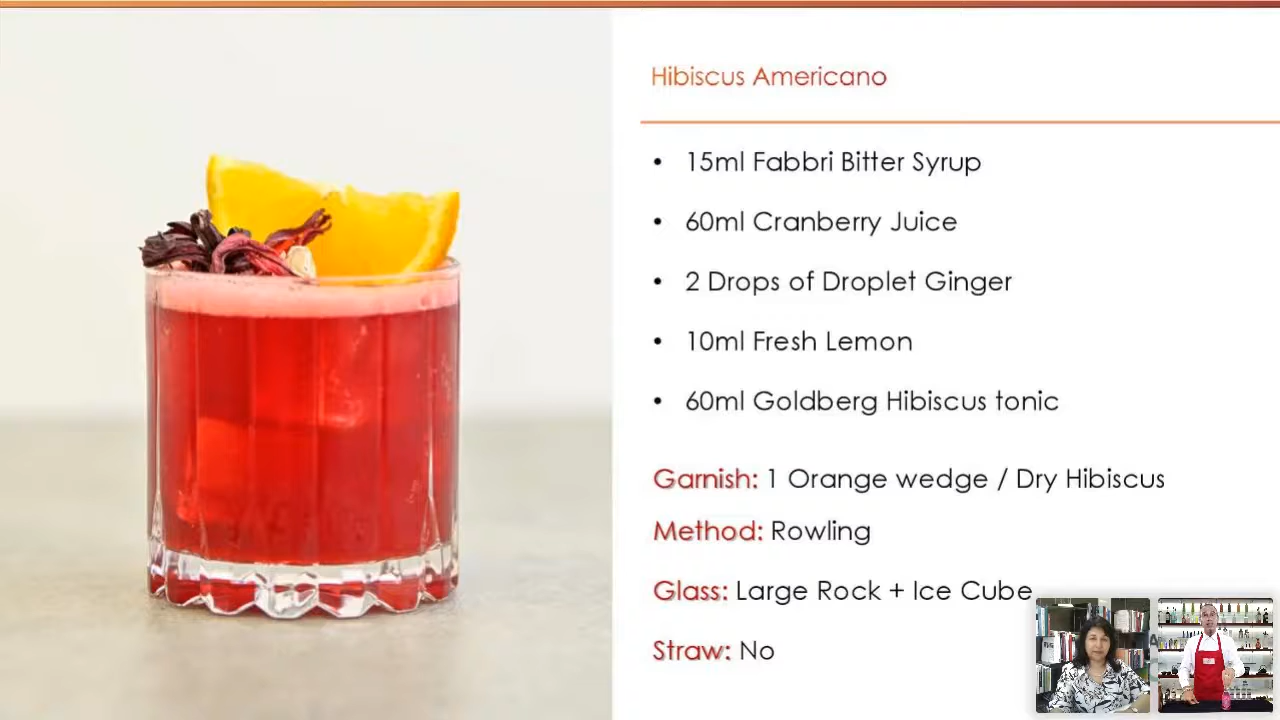 Hibiscus Americano
• 15ml Fabbri Bitter Syrup
• 60ml Cranberry Juice
• 2 Drops of Droplet Ginger
• 10ml Fresh Lemon
• 60ml Goldberg Hibiscus tonic
Garnish: 1 Orange wedge / Dry Hibiscus
Method: Rowling
Glass: Large Rock + Ice Cube
Straw: No